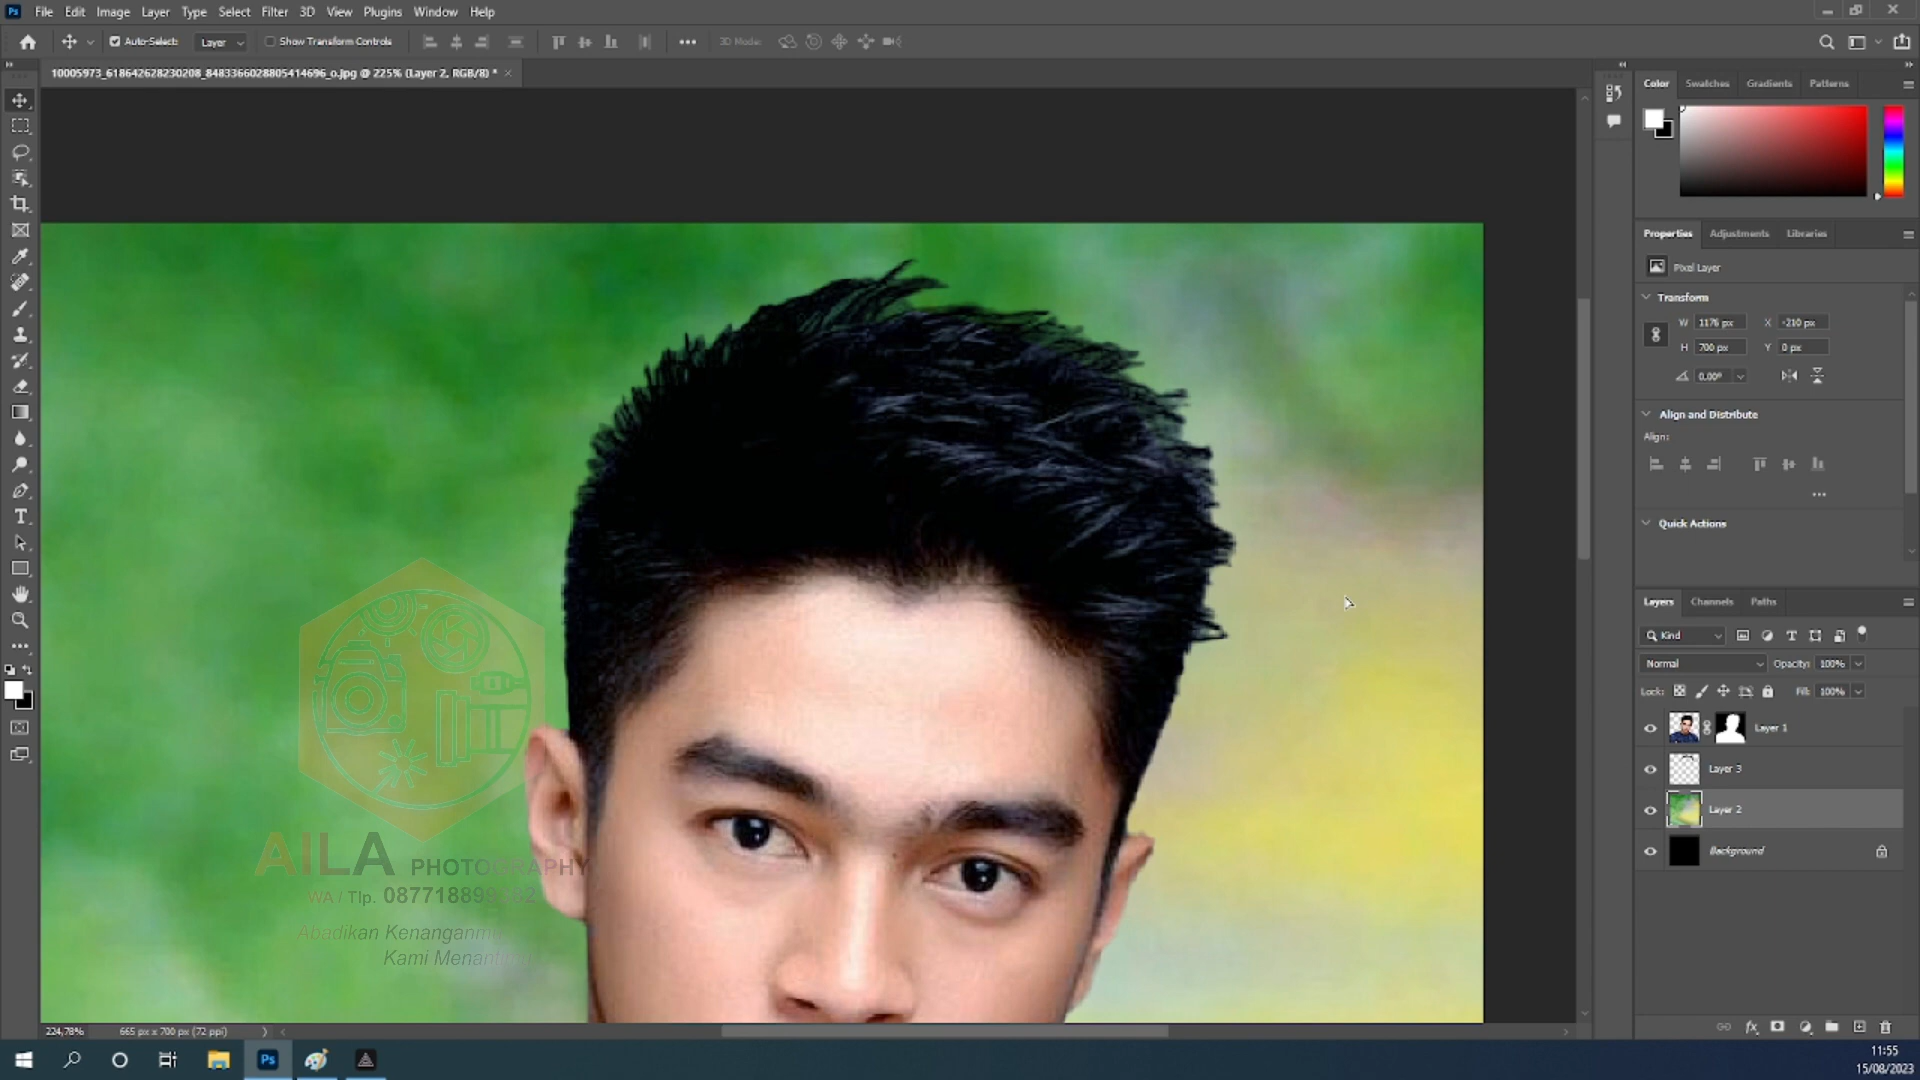 Ps File Edit Image Layer Type Select Filter 3D View Plugins Window Help
Auto-Select: Layer Show Transform Controls 3D Mode:
10005973_618642628230208_8483366028805414696_o.jpg @ 225% (Layer 2, RGB/8) *
Color Swatches Gradients Patterns
Properties Adjustments Libraries
Pixel Layer
Transform
W 1176 px X -210 px
H 700 px Y 0 px
0.00°
Align and Distribute
Align:
Quick Actions
Layers Channels Paths
Kind
Normal Opacity: 100%
Lock: Fill: 100%
Layer 1
Layer 3
Layer 2
Background
AILA PHOTOGRAPHY
WA / Tlp.
Abadikan
Kami
224,78% 665 px x 700 px (72 ppi)
Ps
11:55
15/08/2023